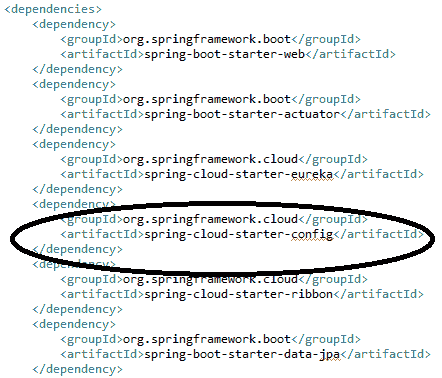 <dependencies>
<dependency>
<groupId>org.springframework.boot</groupId>
<artifactId>spring-boot-starter-web</artifactId>
</dependency>
<dependency>
<groupId>org.springframework.boot</groupId>
<artifactId>spring-boot-starter-actuator</artifactId>
</dependency>
<dependency>
<groupId>org.springframework.cloud</groupId>
<artifactId>spring-cloud-starter-eureka</artifactId>
</dependency>
<dependency>
<groupId>org.springframework.cloud</groupId>
<artifactId>spring-cloud-starter-config</artifactId>
</dependency>
<dependency>
<groupId>org.springframework.cloud</groupId>
<artifactId>spring-cloud-starter-ribbon</artifactId>
</dependency>
<dependency>
<groupId>org.springframework.boot</groupId>
<artifactId>spring-boot-starter-data-jpa</artifactId>
</dependency>